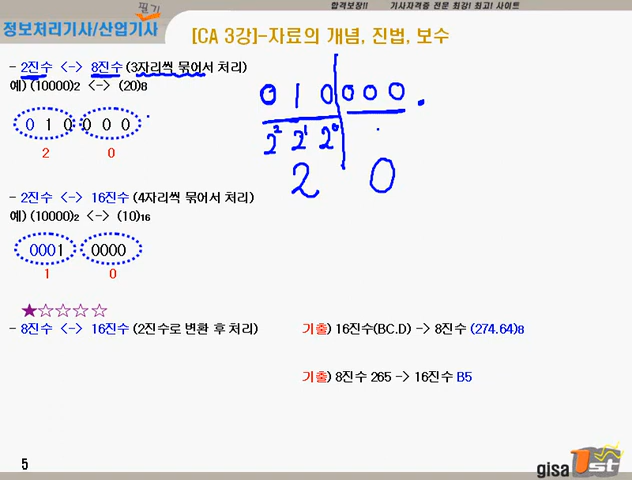 합격보장!! 기사자격증 전문 최강! 최고! 사이트
필기
정보처리기사/산업기사
[CA 3강]-자료의 개념, 진법, 보수
- 2진수 <-> 8진수 (3자리씩 묶어서 처리)
예) (10000)2 <-> (20)8
0 1 0 0 0 0
2 0
0 1 0 0 0 0 .
2² 2¹ 2⁰
2 0
- 2진수 <-> 16진수 (4자리씩 묶어서 처리)
예) (10000)2 <-> (10)16
0001 0000
1 0
★☆☆☆☆
- 8진수 <-> 16진수 (2진수로 변환 후 처리)
기출) 16진수(BC.D) -> 8진수 (274.64)8
기출) 8진수 265 -> 16진수 B5
5
gisa 1st